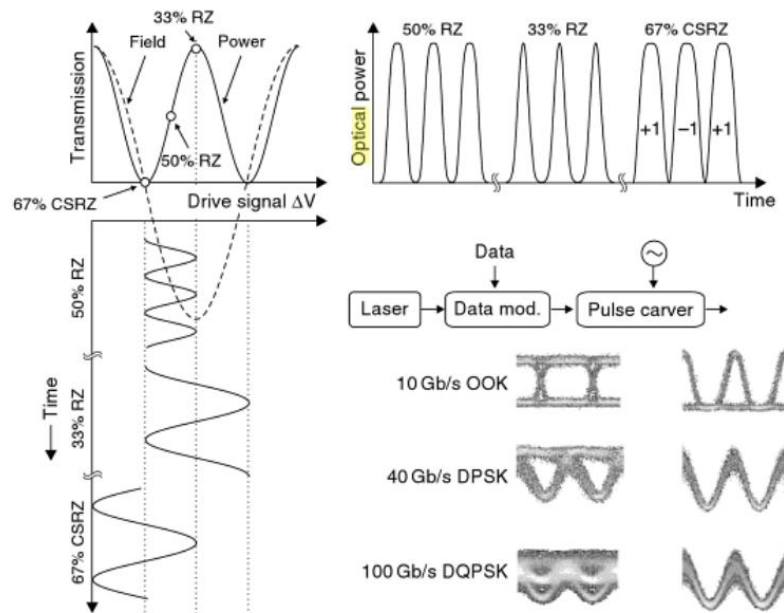 33% RZ
Field
Power
Transmission
50% RZ
67% CSRZ
Drive signal ΔV
50% RZ
33% RZ
67% CSRZ
Time
50% RZ
33% RZ
67% CSRZ
Optical power
+1
−1
+1
Time
Data
Laser
Data mod.
Pulse carver
10 Gb/s OOK
40 Gb/s DPSK
100 Gb/s DQPSK